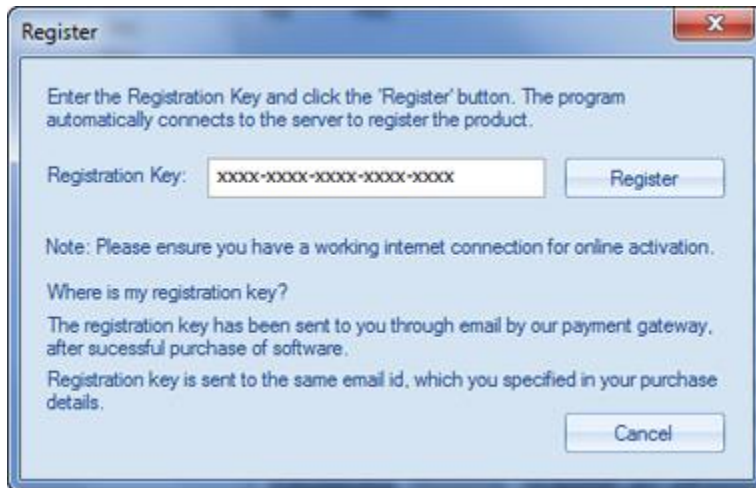 Register
Enter the Registration Key and click the 'Register' button. The program
automatically connects to the server to register the product.
Registration Key: xxxx-xxxx-xxxx-xxxx-xxxx Register
Note: Please ensure you have a working internet connection for online activation.
Where is my registration key?
The registration key has been sent to you through email by our payment gateway,
after sucessful purchase of software.
Registration key is sent to the same email id, which you specified in your purchase
details.
Cancel